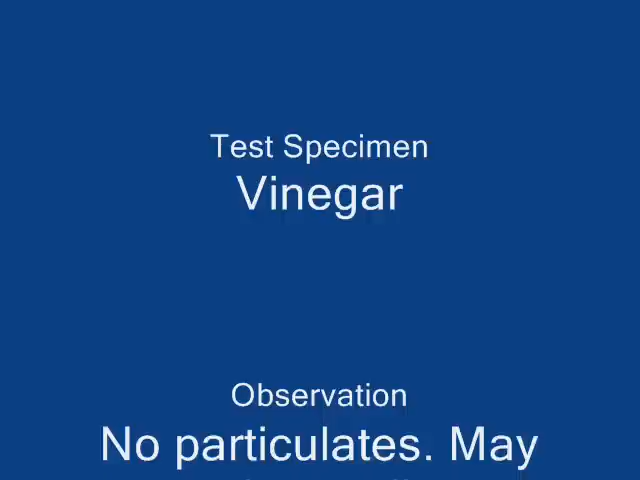 Test Specimen
Vinegar
Observation
No particulates. May